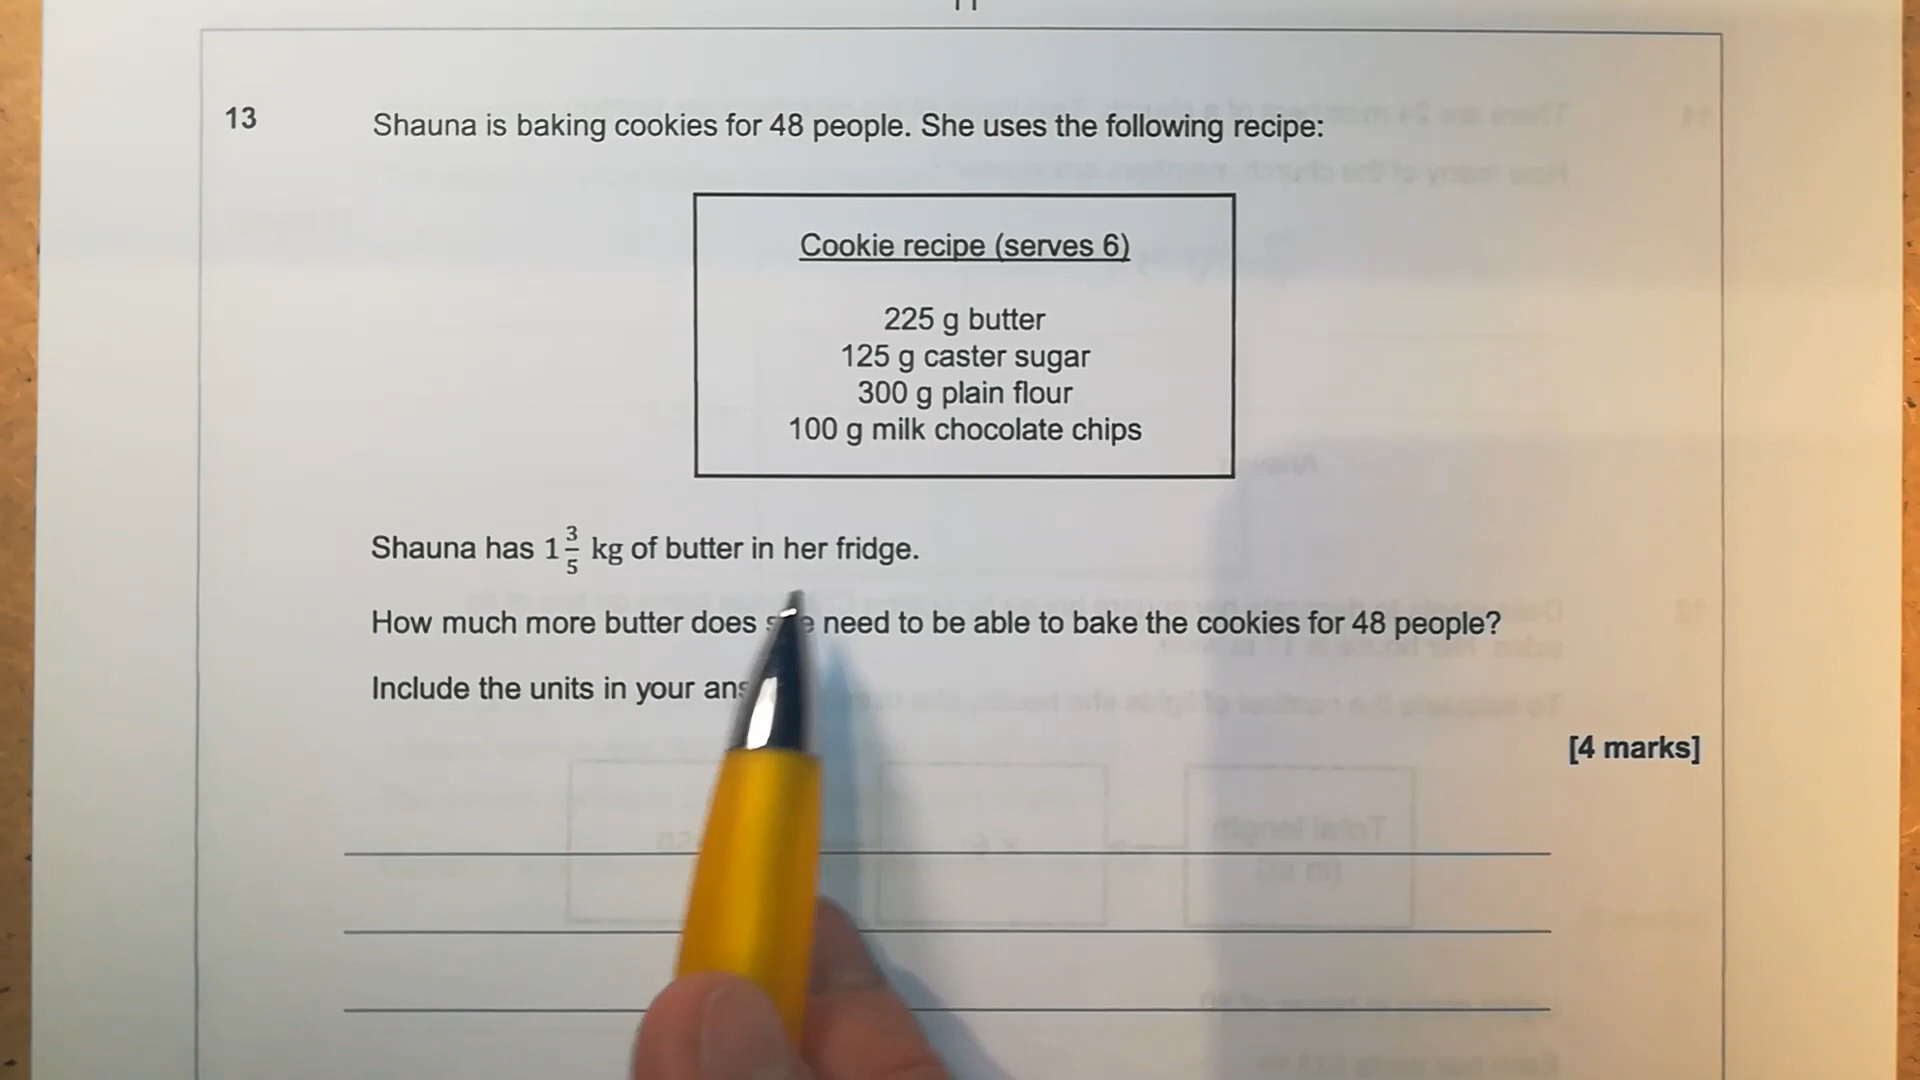 13
Shauna is baking cookies for 48 people. She uses the following recipe:
Cookie recipe (serves 6)
225 g butter
125 g caster sugar
300 g plain flour
100 g milk chocolate chips
Shauna has 1 3/5 kg of butter in her fridge.
How much more butter does she need to be able to bake the cookies for 48 people?
Include the units in your
[4 marks]